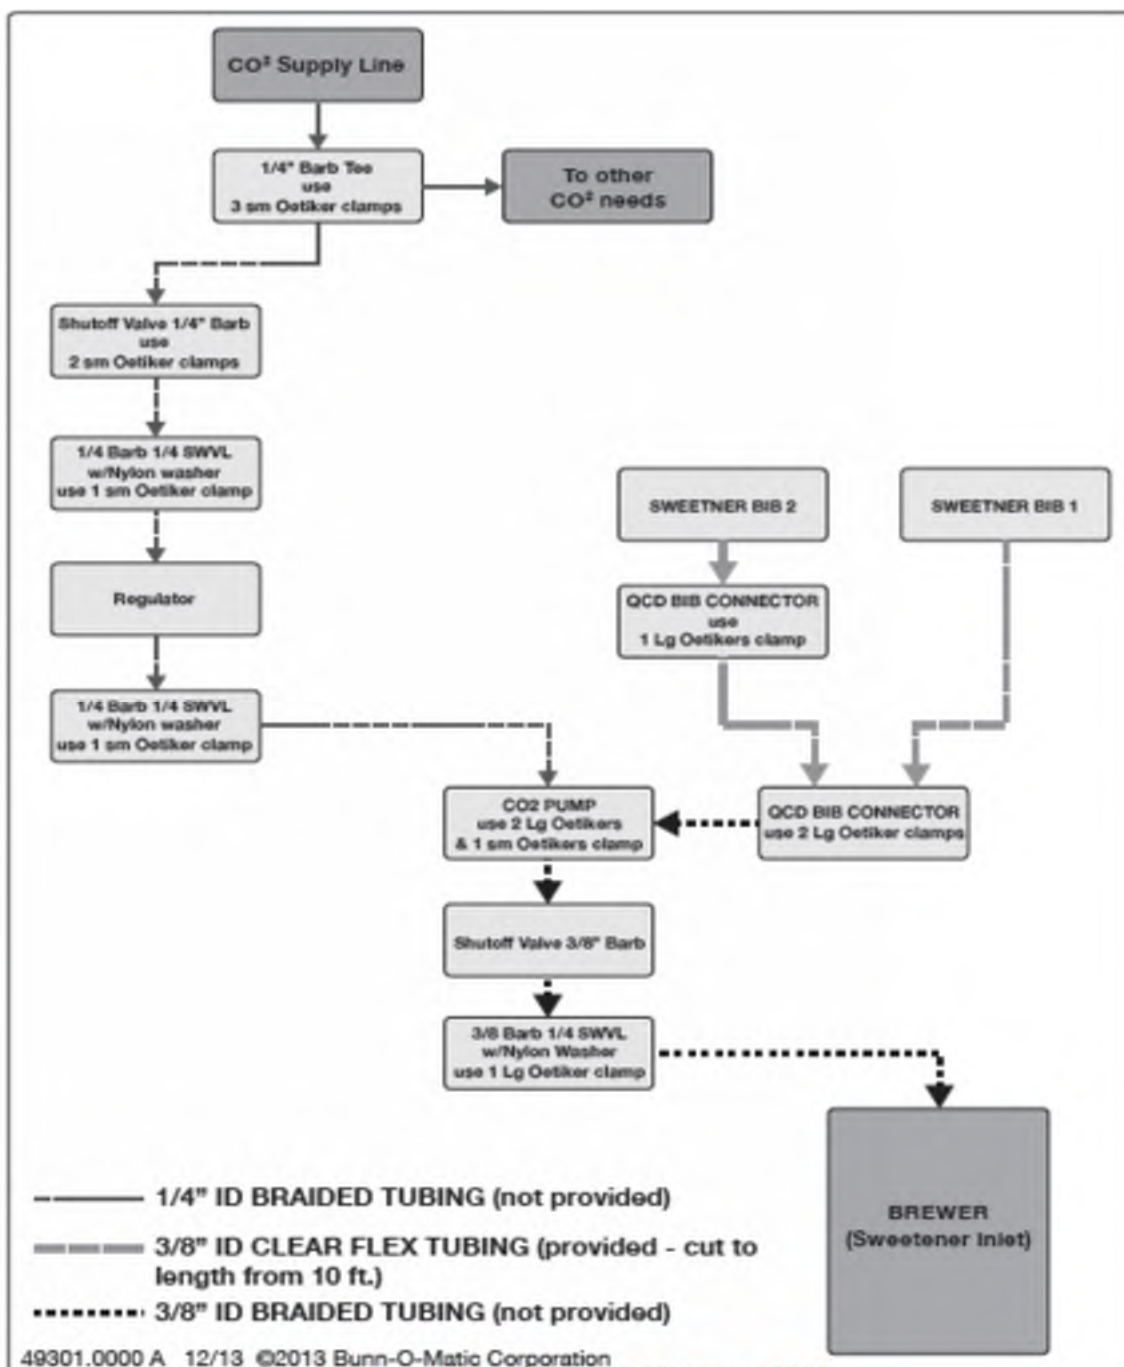 CO² Supply Line
1/4" Barb Tee
use
3 sm Oetiker clamps
To other
CO² needs
Shutoff Valve 1/4" Barb
use
2 sm Oetiker clamps
1/4 Barb 1/4 SWVL
w/Nylon washer
use 1 sm Oetiker clamp
Regulator
1/4 Barb 1/4 SWVL
w/Nylon washer
use 1 sm Oetiker clamp
SWEETNER BIB 2
SWEETNER BIB 1
QCD BIB CONNECTOR
use
1 Lg Oetikers clamp
CO2 PUMP
use 2 Lg Oetikers
& 1 sm Oetikers clamp
QCD BIB CONNECTOR
use 2 Lg Oetiker clamps
Shutoff Valve 3/8" Barb
3/8 Barb 1/4 SWVL
w/Nylon Washer
use 1 Lg Oetiker clamp
BREWER
(Sweetener Inlet)
1/4" ID BRAIDED TUBING (not provided)
3/8" ID CLEAR FLEX TUBING (provided - cut to
length from 10 ft.)
3/8" ID BRAIDED TUBING (not provided)
49301.0000 A 12/13 ©2013 Bunn-O-Matic Corporation